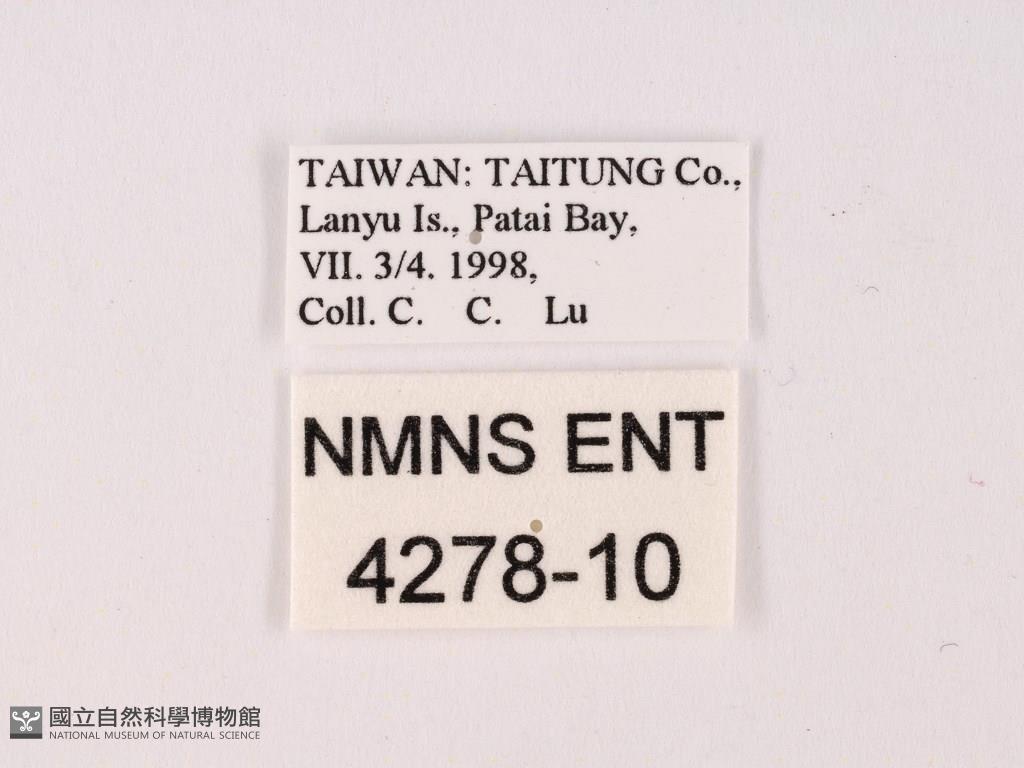 TAIWAN: TAITUNG Co.,
Lanyu Is., Patai Bay,
VII. 3/4. 1998,
Coll. C. C. Lu
NMNS ENT
4278-10
國立自然科學博物館
NATIONAL MUSEUM OF NATURAL SCIENCE